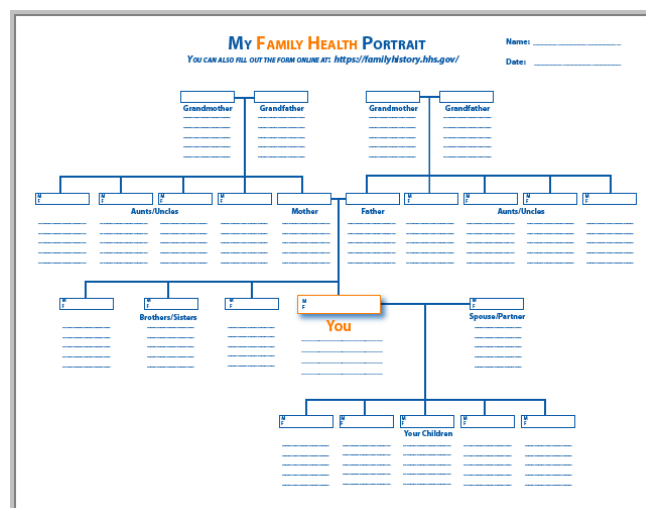 MY FAMILY HEALTH PORTRAIT
YOU CAN ALSO FILL OUT THE FORM ONLINE AT: https://familyhistory.hhs.gov/
Name:
Date:
Grandmother Grandfather Grandmother Grandfather
M M M M M M M M M M
F F F F F F F F F F
Aunts/Uncles Mother Father Aunts/Uncles
M M M M M
F F F F F
Brothers/Sisters You Spouse/Partner
M M M M M
F F F F F
Your Children